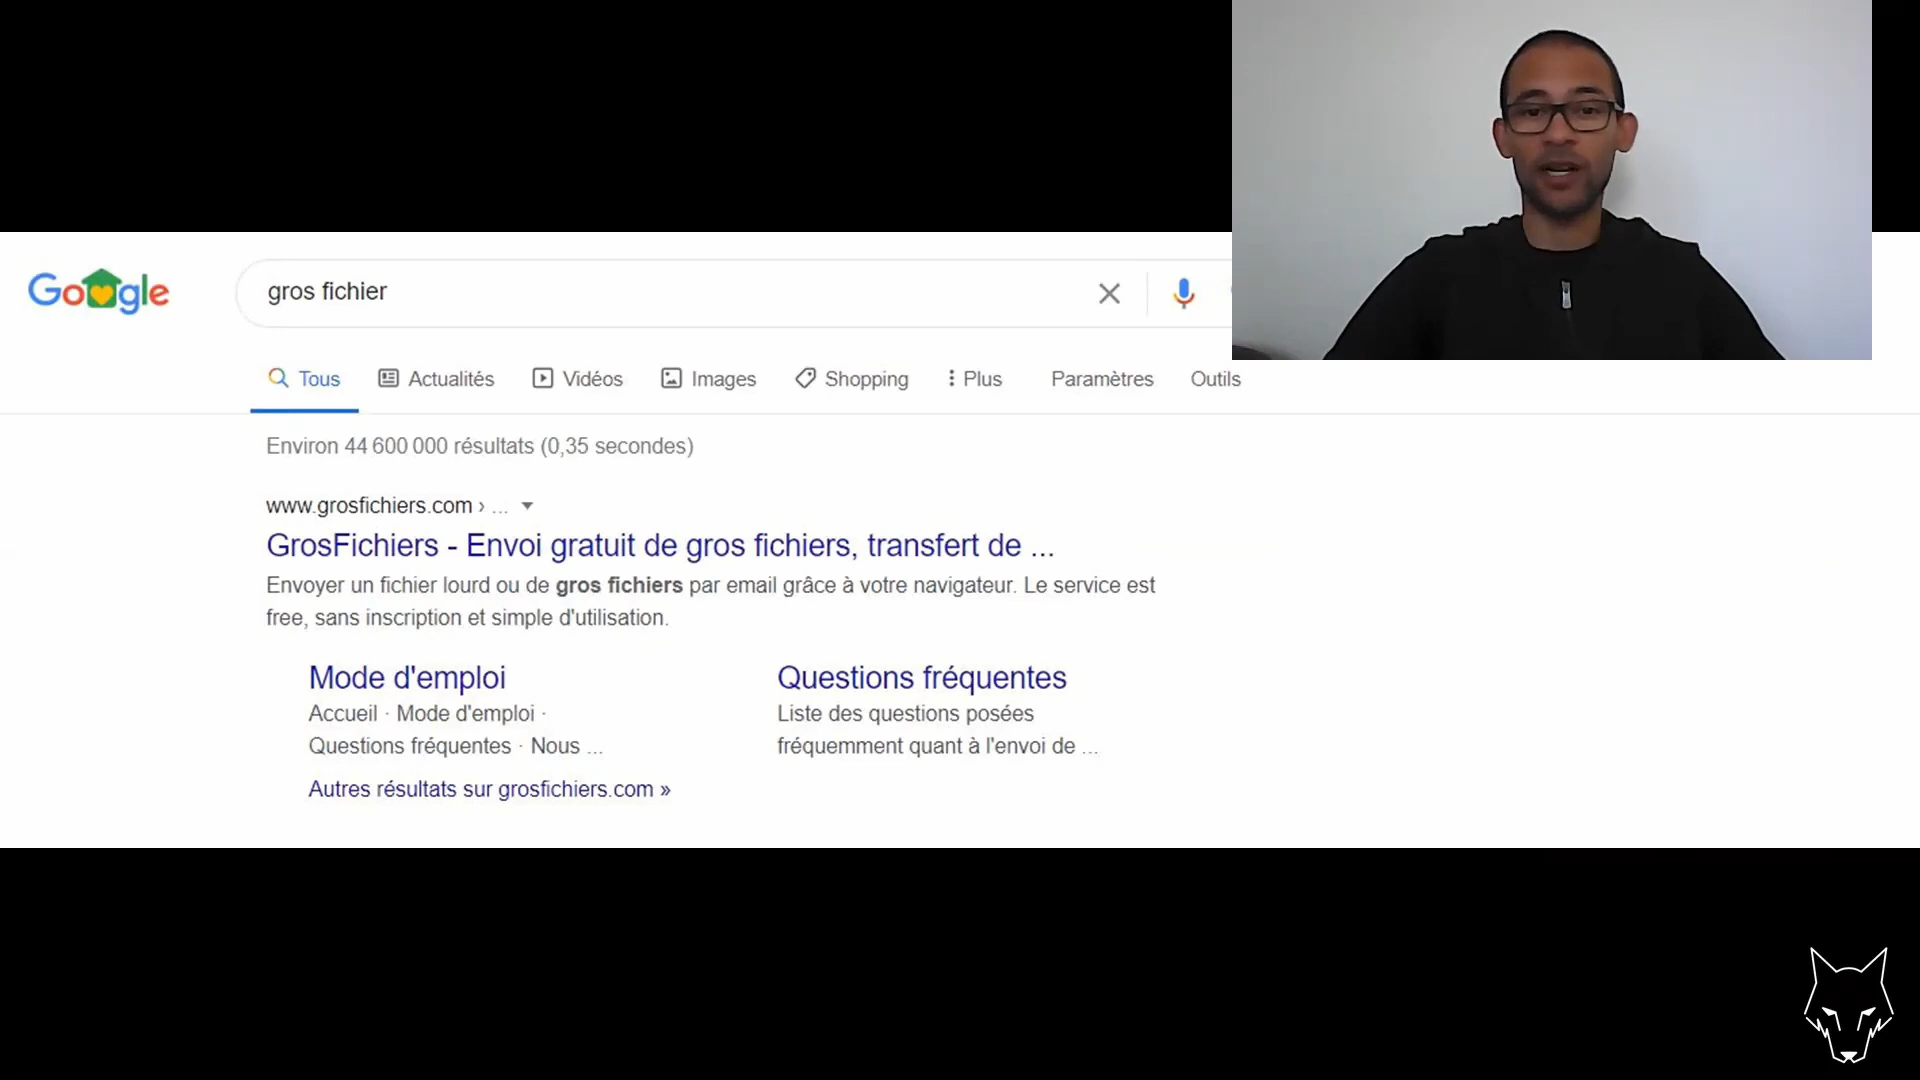 Google
gros fichier
Tous
Actualités
Vidéos
Images
Shopping
Plus
Paramètres
Outils
Environ 44 600 000 résultats (0,35 secondes)
www.grosfichiers.com › ...
GrosFichiers - Envoi gratuit de gros fichiers, transfert de ...
Envoyer un fichier lourd ou de gros fichiers par email grâce à votre navigateur. Le service est
free, sans inscription et simple d'utilisation.
Mode d'emploi
Accueil · Mode d'emploi ·
Questions fréquentes · Nous ...
Questions fréquentes
Liste des questions posées
fréquemment quant à l'envoi de ...
Autres résultats sur grosfichiers.com »